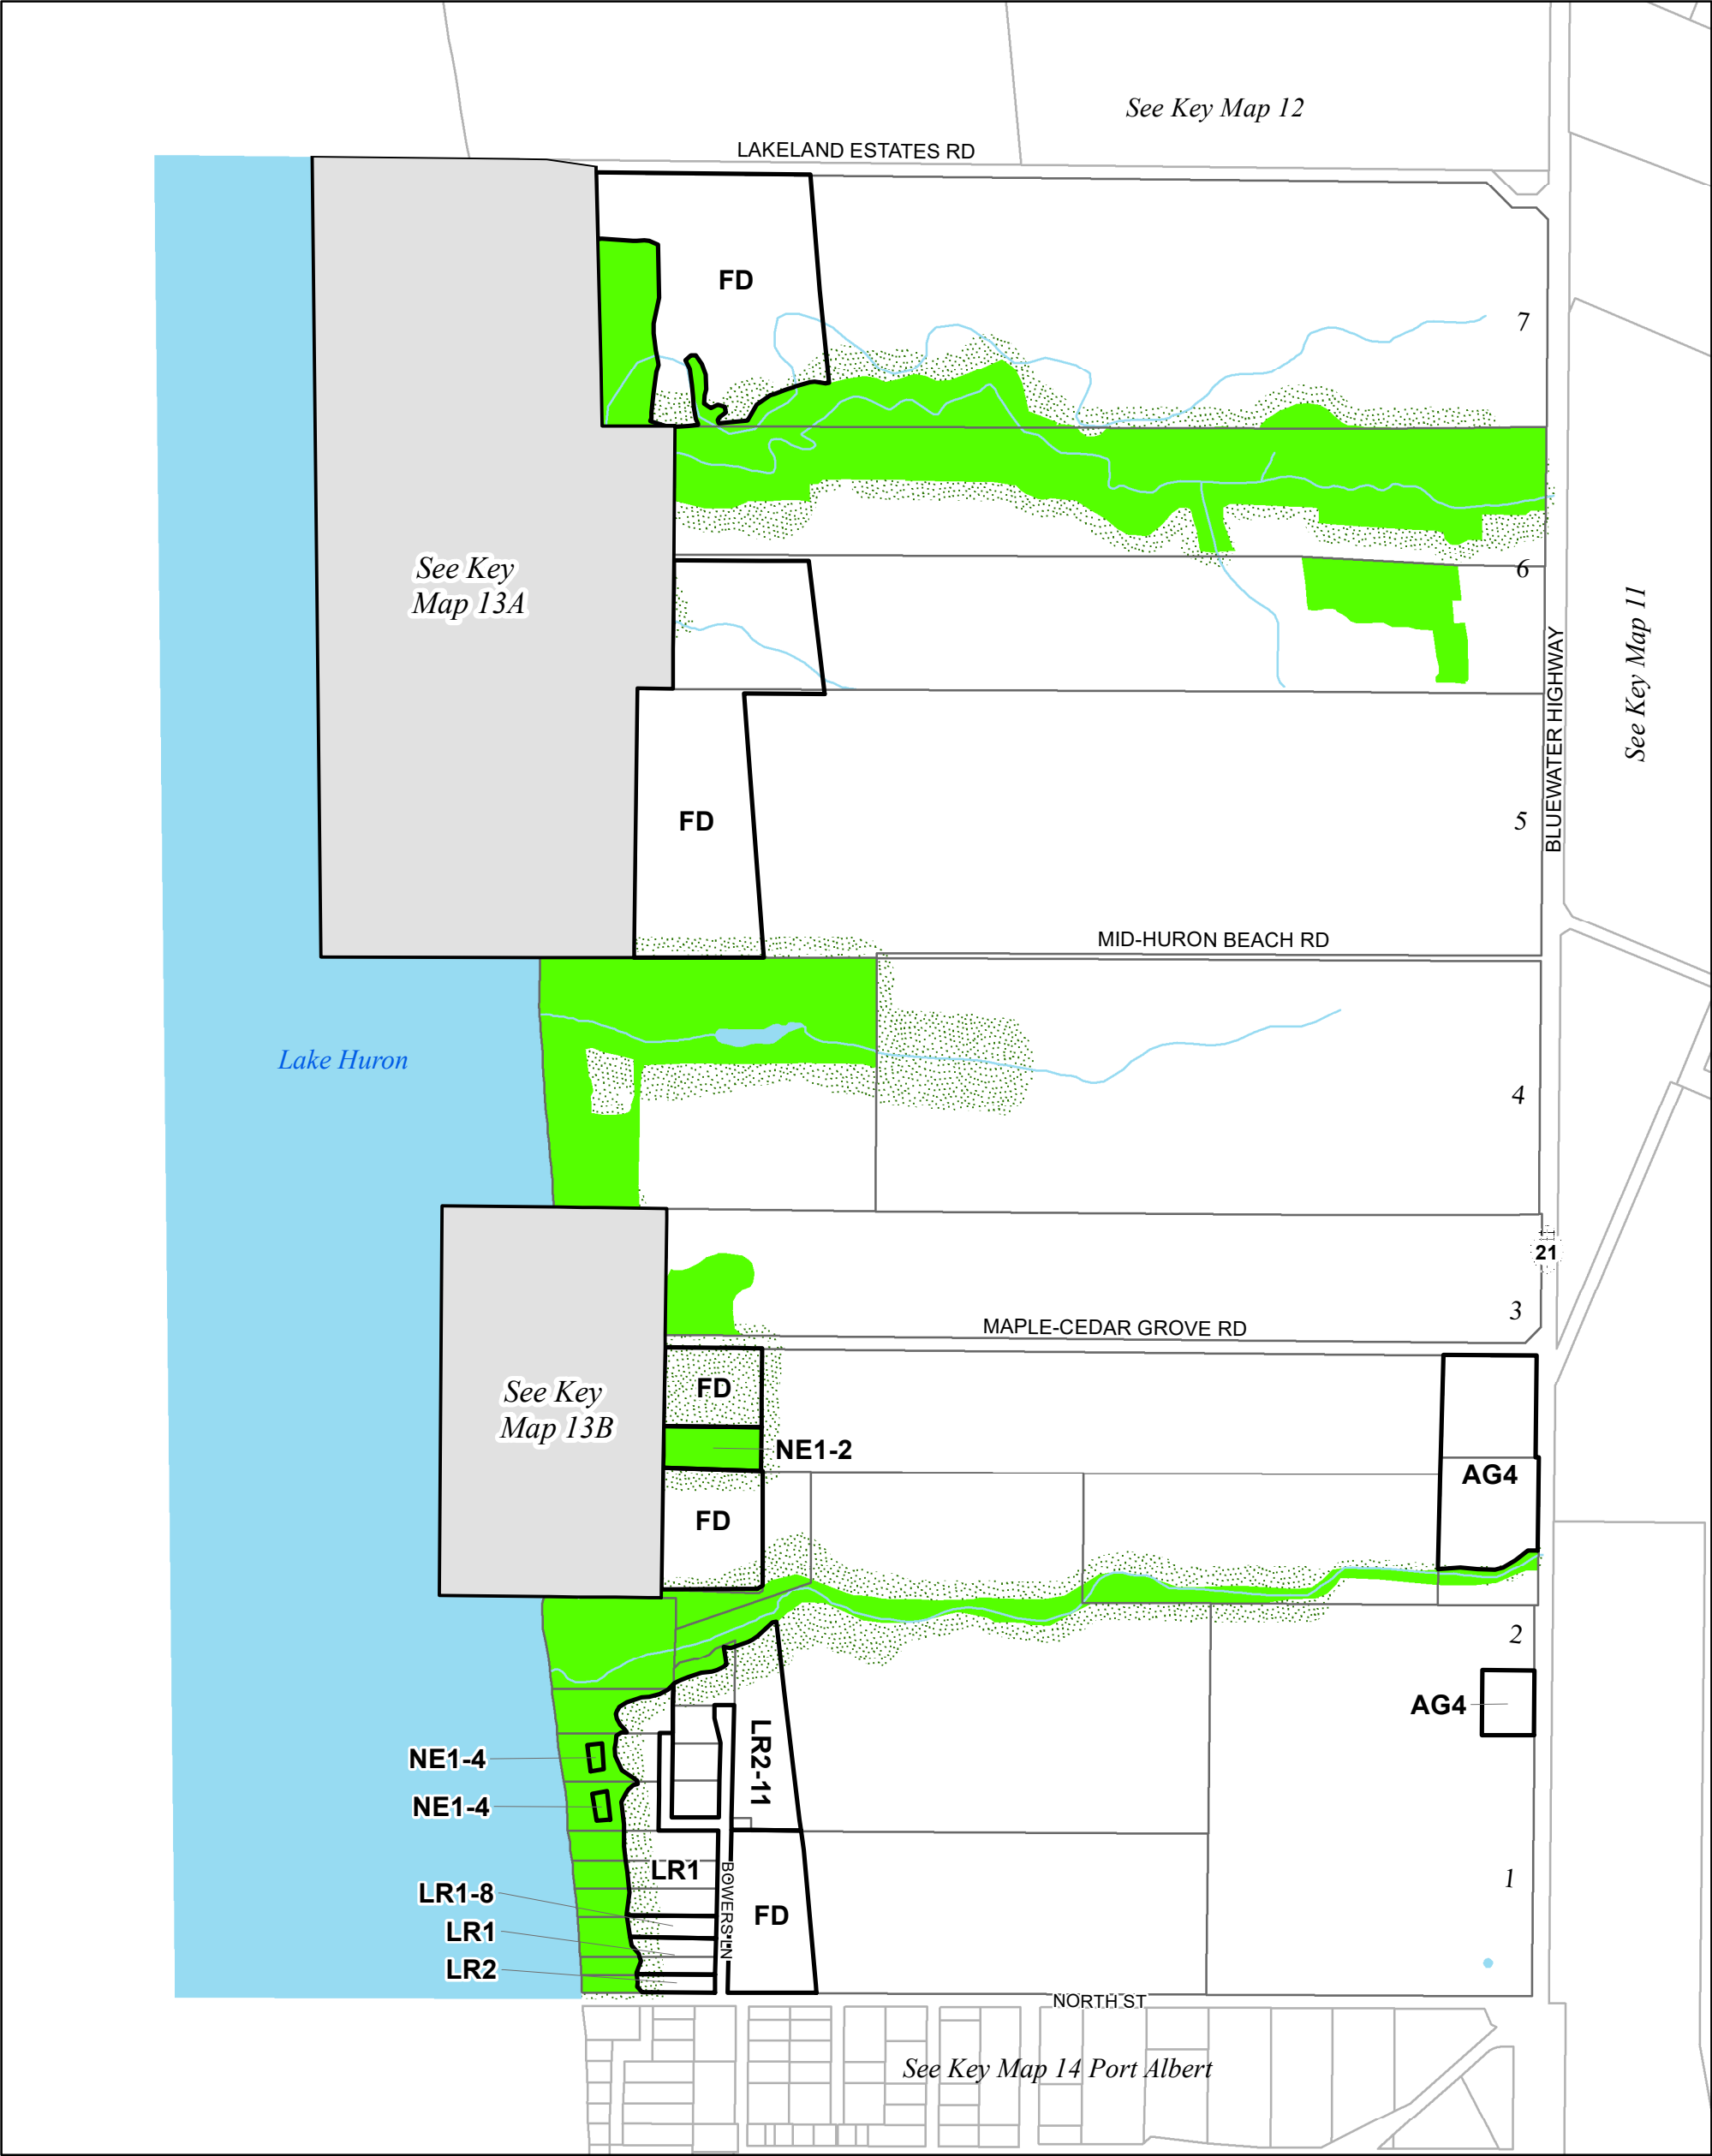 See Key Map 12
LAKELAND ESTATES RD
FD
7
See Key
Map 13A
6
See Key Map 11
BLUEWATER HIGHWAY
FD
5
MID-HURON BEACH RD
Lake Huron
4
21
3
MAPLE-CEDAR GROVE RD
See Key
Map 13B
FD
NE1-2
AG4
FD
2
AG4
LR2-11
NE1-4
NE1-4
LR1
BOWERS LN
1
LR1-8
FD
LR1
LR2
NORTH ST
See Key Map 14 Port Albert